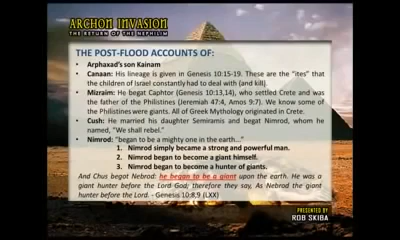 ARCHON INVASION
THE RETURN OF THE NEPHILIM
THE POST-FLOOD ACCOUNTS OF:
• Arphaxad's son Kainam
• Canaan: His lineage is given in Genesis 10:15-19. These are the "ites" that
the children of Israel constantly had to deal with (and kill)
• Mizraim: He begat Caphtor (Genesis 10:13,14), who settled Crete and was
the father of the Philistines (Jeremiah 47:4, Amos 9:7). We know some of
the Philistines were giants. All of Greek Mythology originated in Crete.
• Cush: He married his daughter Semiramis and begat Nimrod, whom he
named, "We shall rebel."
• Nimrod: "began to be a mighty one in the earth..."
1. Nimrod simply became a strong and powerful man.
2. Nimrod began to become a giant himself.
3. Nimrod began to become a hunter of giants.
And Chus begot Nebrod: he began to be a giant upon the earth. He was a
giant hunter before the Lord God; therefore they say, As Nebrod the giant
hunter before the Lord. - Genesis 10:8,9 (LXX)
PRESENTED BY
ROB SKIBA